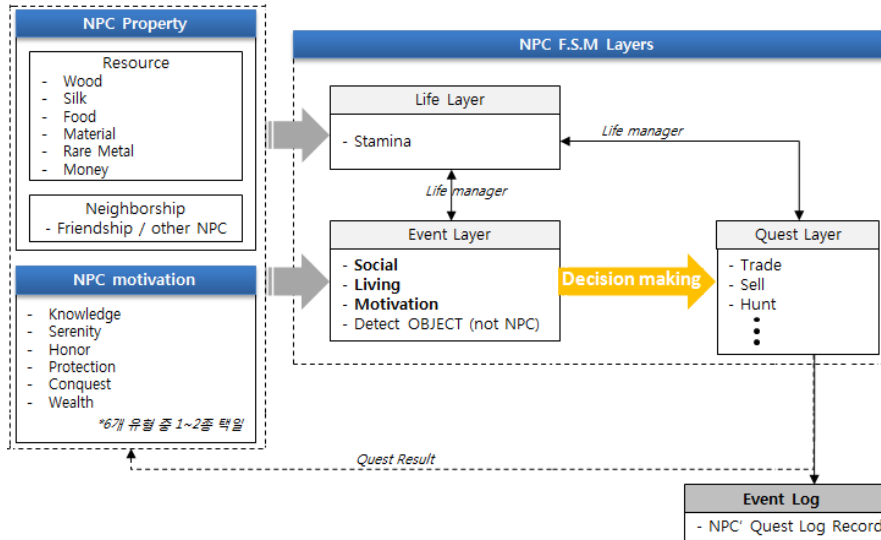 NPC Property
Resource
- Wood
- Silk
- Food
- Material
- Rare Metal
- Money
Neighborship
- Friendship / other NPC
NPC motivation
- Knowledge
- Serenity
- Honor
- Protection
- Conquest
- Wealth
*6개 유형 중 1~2종 택일
NPC F.S.M Layers
Life Layer
- Stamina
Life manager
Life manager
Event Layer
- Social
- Living
- Motivation
- Detect OBJECT (not NPC)
Decision making
Quest Layer
- Trade
- Sell
- Hunt
Quest Result
Event Log
- NPC' Quest Log Record